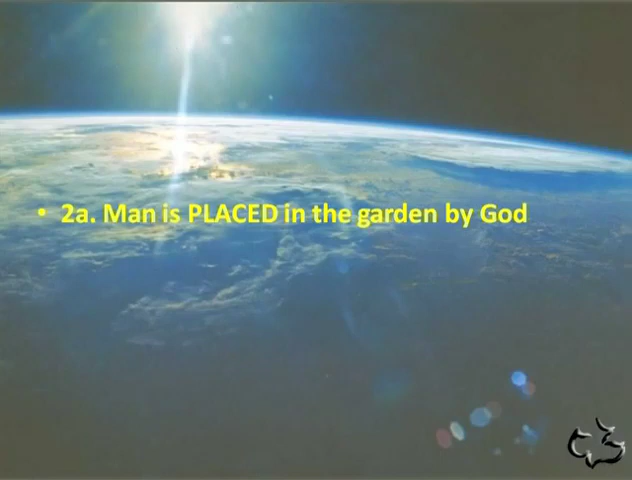 • 2a. Man is PLACED in the garden by God